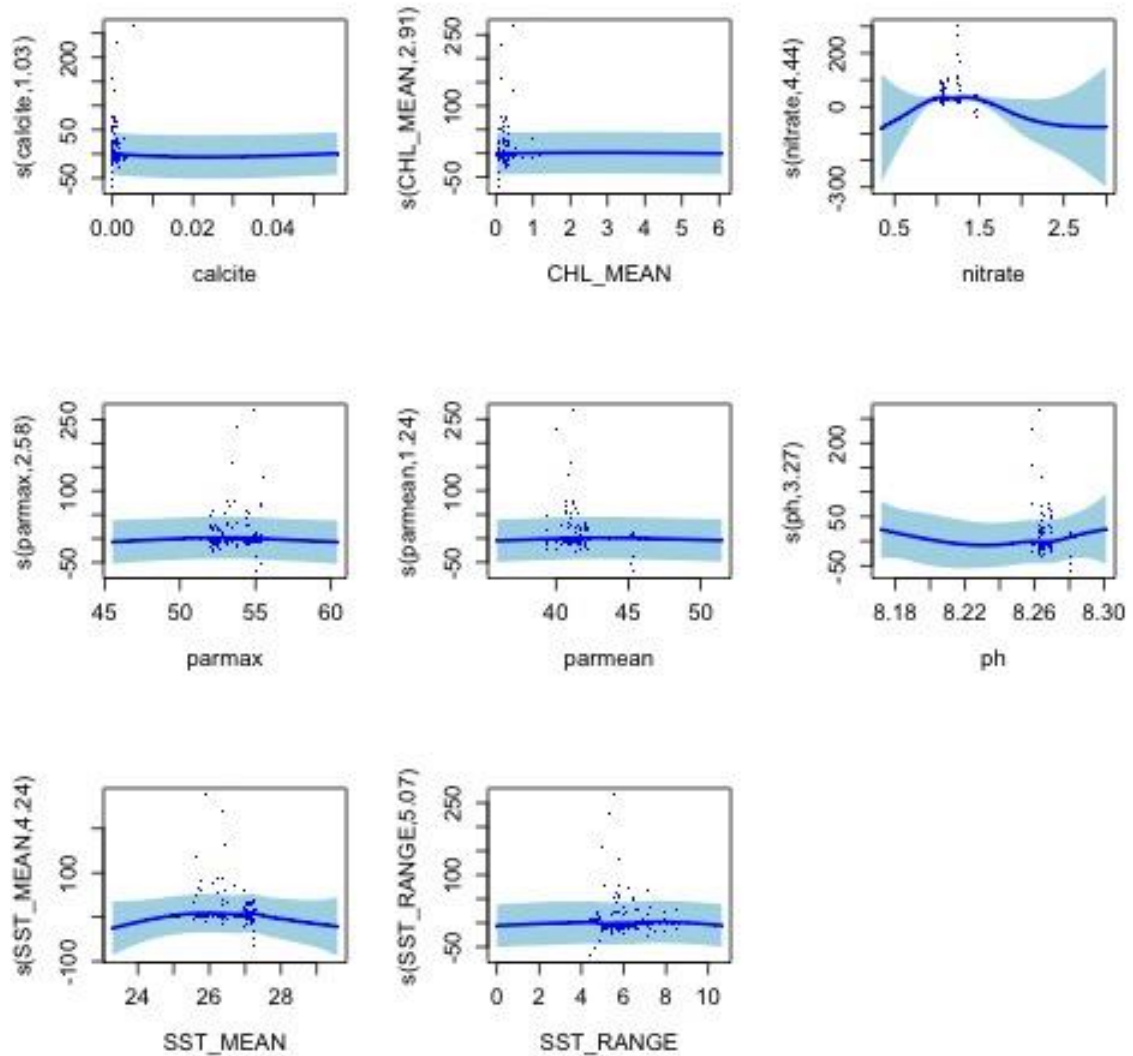 s(calcite,1.03)
200
50
-50
0.00 0.02 0.04
calcite
s(CHL_MEAN,2.91)
250
100
-50
0 1 2 3 4 5 6
CHL_MEAN
s(nitrate,4.44)
200
0
-300
0.5 1.5 2.5
nitrate
s(parmax,2.58)
250
100
-50
45 50 55 60
parmax
s(parmean,1.24)
250
100
-50
40 45 50
parmean
s(ph,3.27)
200
50
-50
8.18 8.22 8.26 8.30
ph
s(SST_MEAN,4.24)
100
-100
24 26 28
SST_MEAN
s(SST_RANGE,5.07)
250
100
-50
0 2 4 6 8 10
SST_RANGE